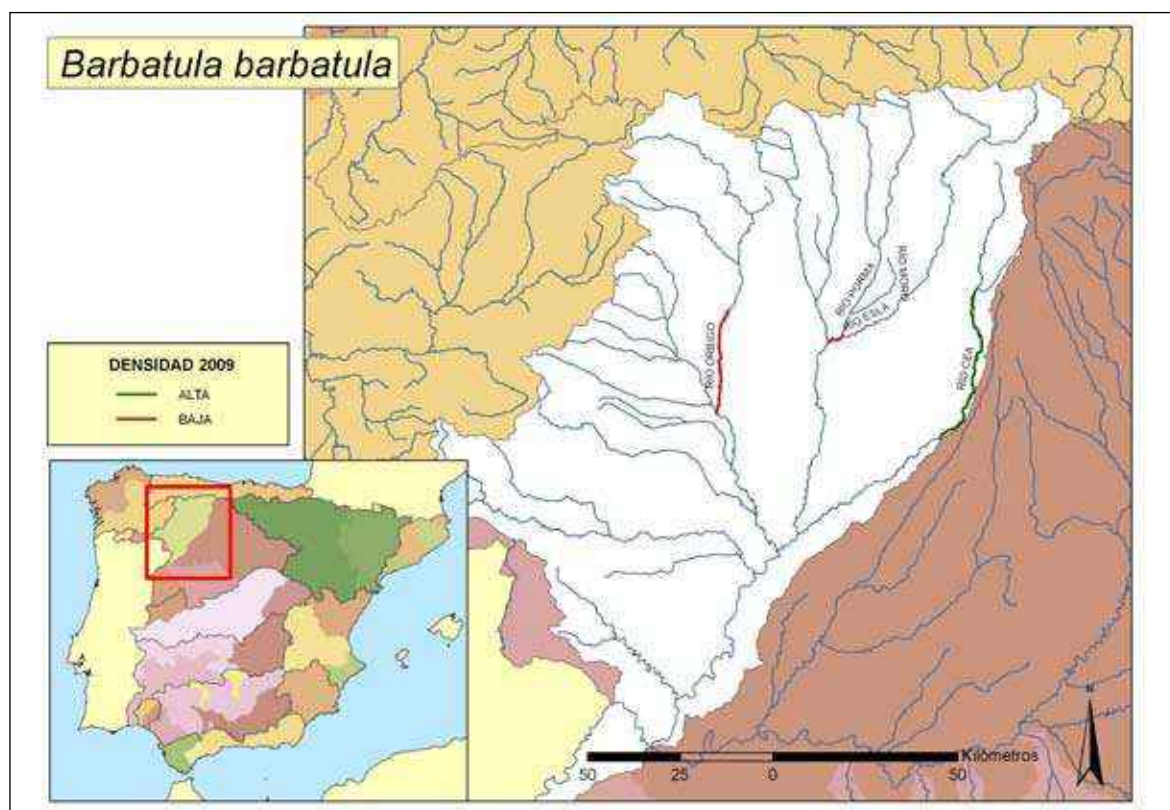 Barbatula barbatula
RIO PORMA
RIO MORO
RIO ESLA
RIO ORBIGO
RIO CEA
DENSIDAD 2009
ALTA
BAJA
N
Kilómetros
50 25 0 50